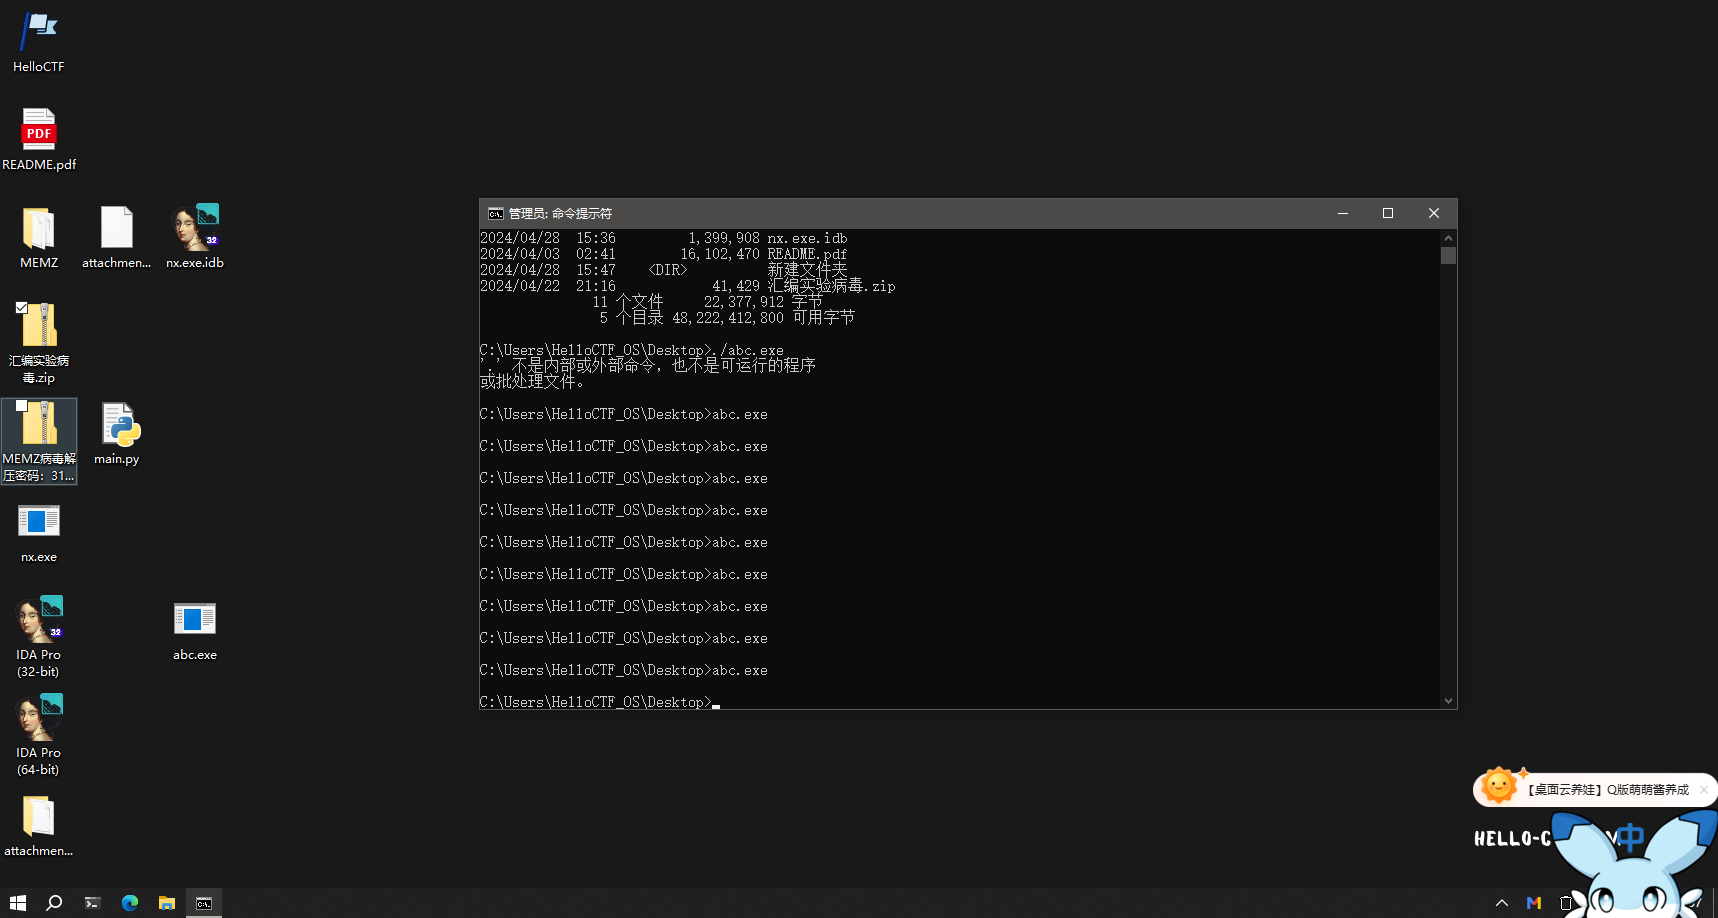 HelloCTF
README.pdf
MEMZ
attachmen...
nx.exe.idb
汇编实验病
毒.zip
MEMZ病毒解
压密码：31...
main.py
nx.exe
IDA Pro
(32-bit)
abc.exe
IDA Pro
(64-bit)
attachmen...
管理员: 命令提示符
2024/04/28  15:36         1,399,908 nx.exe.idb
2024/04/03  02:41        16,102,470 README.pdf
2024/04/28  15:47    <DIR>          新建文件夹
2024/04/22  21:16            41,429 汇编实验病毒.zip
11 个文件     22,377,912 字节
5 个目录 48,222,412,800 可用字节
C:\Users\HelloCTF_OS\Desktop>./abc.exe
'.' 不是内部或外部命令，也不是可运行的程序
或批处理文件。
C:\Users\HelloCTF_OS\Desktop>abc.exe
C:\Users\HelloCTF_OS\Desktop>abc.exe
C:\Users\HelloCTF_OS\Desktop>abc.exe
C:\Users\HelloCTF_OS\Desktop>abc.exe
C:\Users\HelloCTF_OS\Desktop>abc.exe
C:\Users\HelloCTF_OS\Desktop>abc.exe
C:\Users\HelloCTF_OS\Desktop>abc.exe
C:\Users\HelloCTF_OS\Desktop>abc.exe
C:\Users\HelloCTF_OS\Desktop>abc.exe
C:\Users\HelloCTF_OS\Desktop>
【桌面云养娃】Q版萌萌酱养成
HELLO-C
中